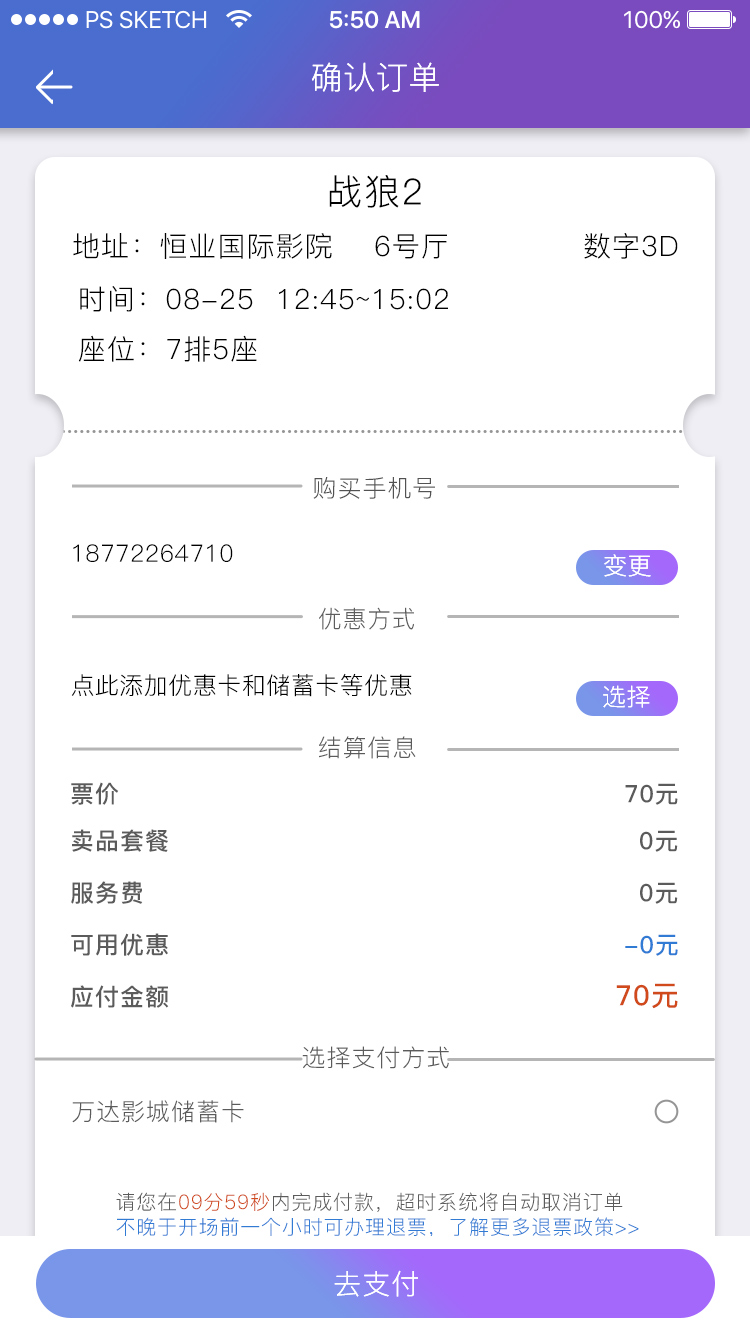 PS SKETCH 5:50 AM 100%
确认订单
战狼2
地址：恒业国际影院 6号厅 数字3D
时间：08-25 12:45~15:02
座位：7排5座
购买手机号
18772264710 变更
优惠方式
点此添加优惠卡和储蓄卡等优惠 选择
结算信息
票价 70元
卖品套餐 0元
服务费 0元
可用优惠 -0元
应付金额 70元
选择支付方式
万达影城储蓄卡
请您在09分59秒内完成付款，超时系统将自动取消订单
不晚于开场前一个小时可办理退票，了解更多退票政策>>
去支付